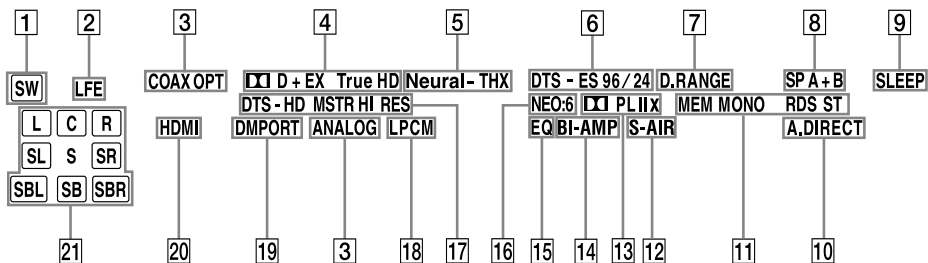 1 2 3 4 5 6 7 8 9
SW LFE COAX OPT D + EX True HD Neural - THX DTS - ES 96 / 24 D.RANGE SP A + B SLEEP
DTS - HD MSTR HI RES NEO:6 PL II X MEM MONO RDS ST
L C R HDMI DMPORT ANALOG LPCM EQ BI-AMP S-AIR A.DIRECT
SL S SR
SBL SB SBR
21 20 19 3 18 17 16 15 14 13 12 11 10